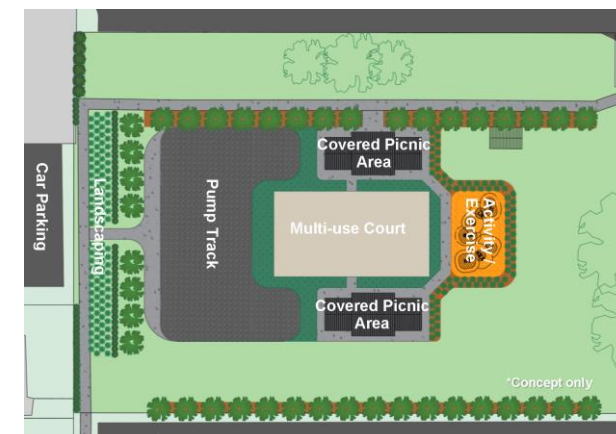 Covered Picnic
Area
Car Parking
Landscaping
Pump Track
Multi-use Court
Activity /
Exercise
Covered Picnic
Area
*Concept only